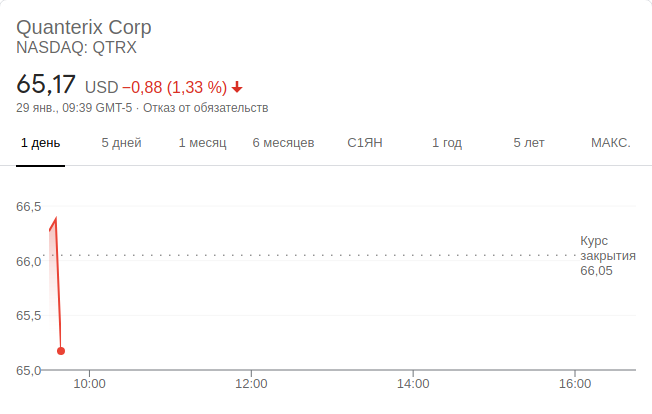 Quanterix Corp
NASDAQ: QTRX
65,17 USD −0,88 (1,33 %)
29 янв., 09:39 GMT-5 · Отказ от обязательств
1 день 5 дней 1 месяц 6 месяцев С1ЯН 1 год 5 лет МАКС.
66,5
Курс
66,0 закрытия
66,05
65,5
65,0
10:00 12:00 14:00 16:00